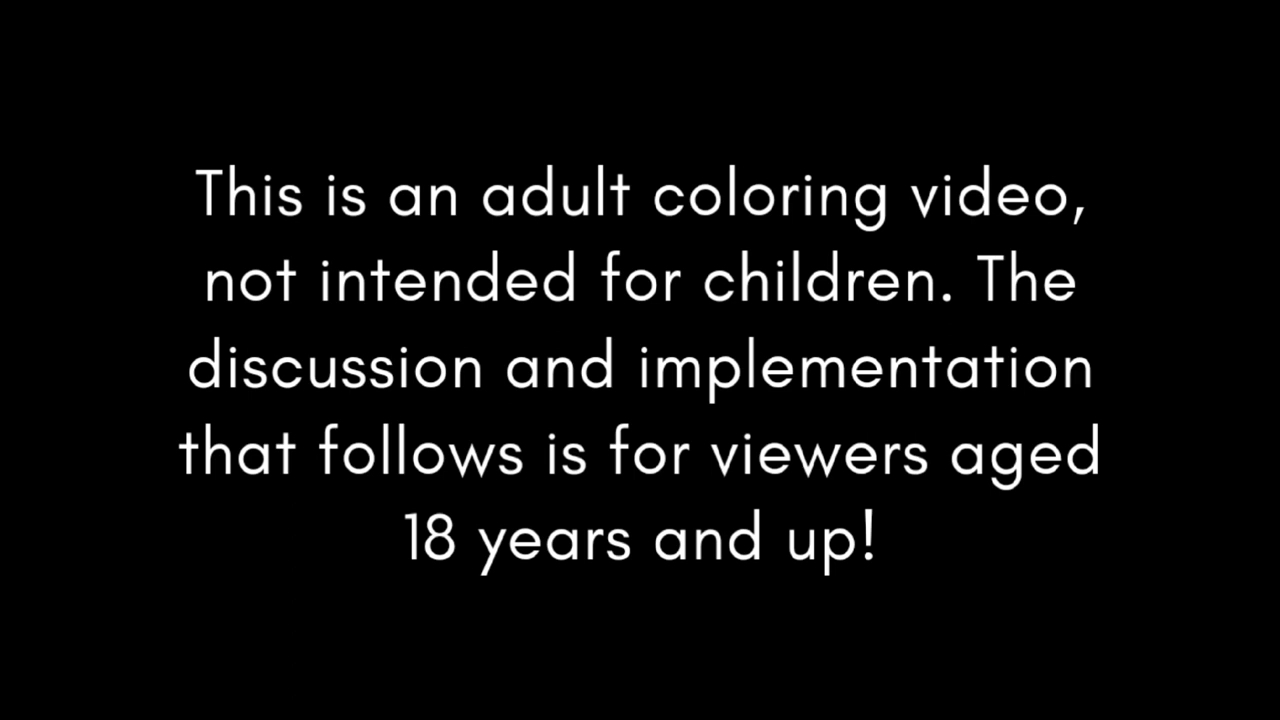 This is an adult coloring video,
not intended for children. The
discussion and implementation
that follows is for viewers aged
18 years and up!